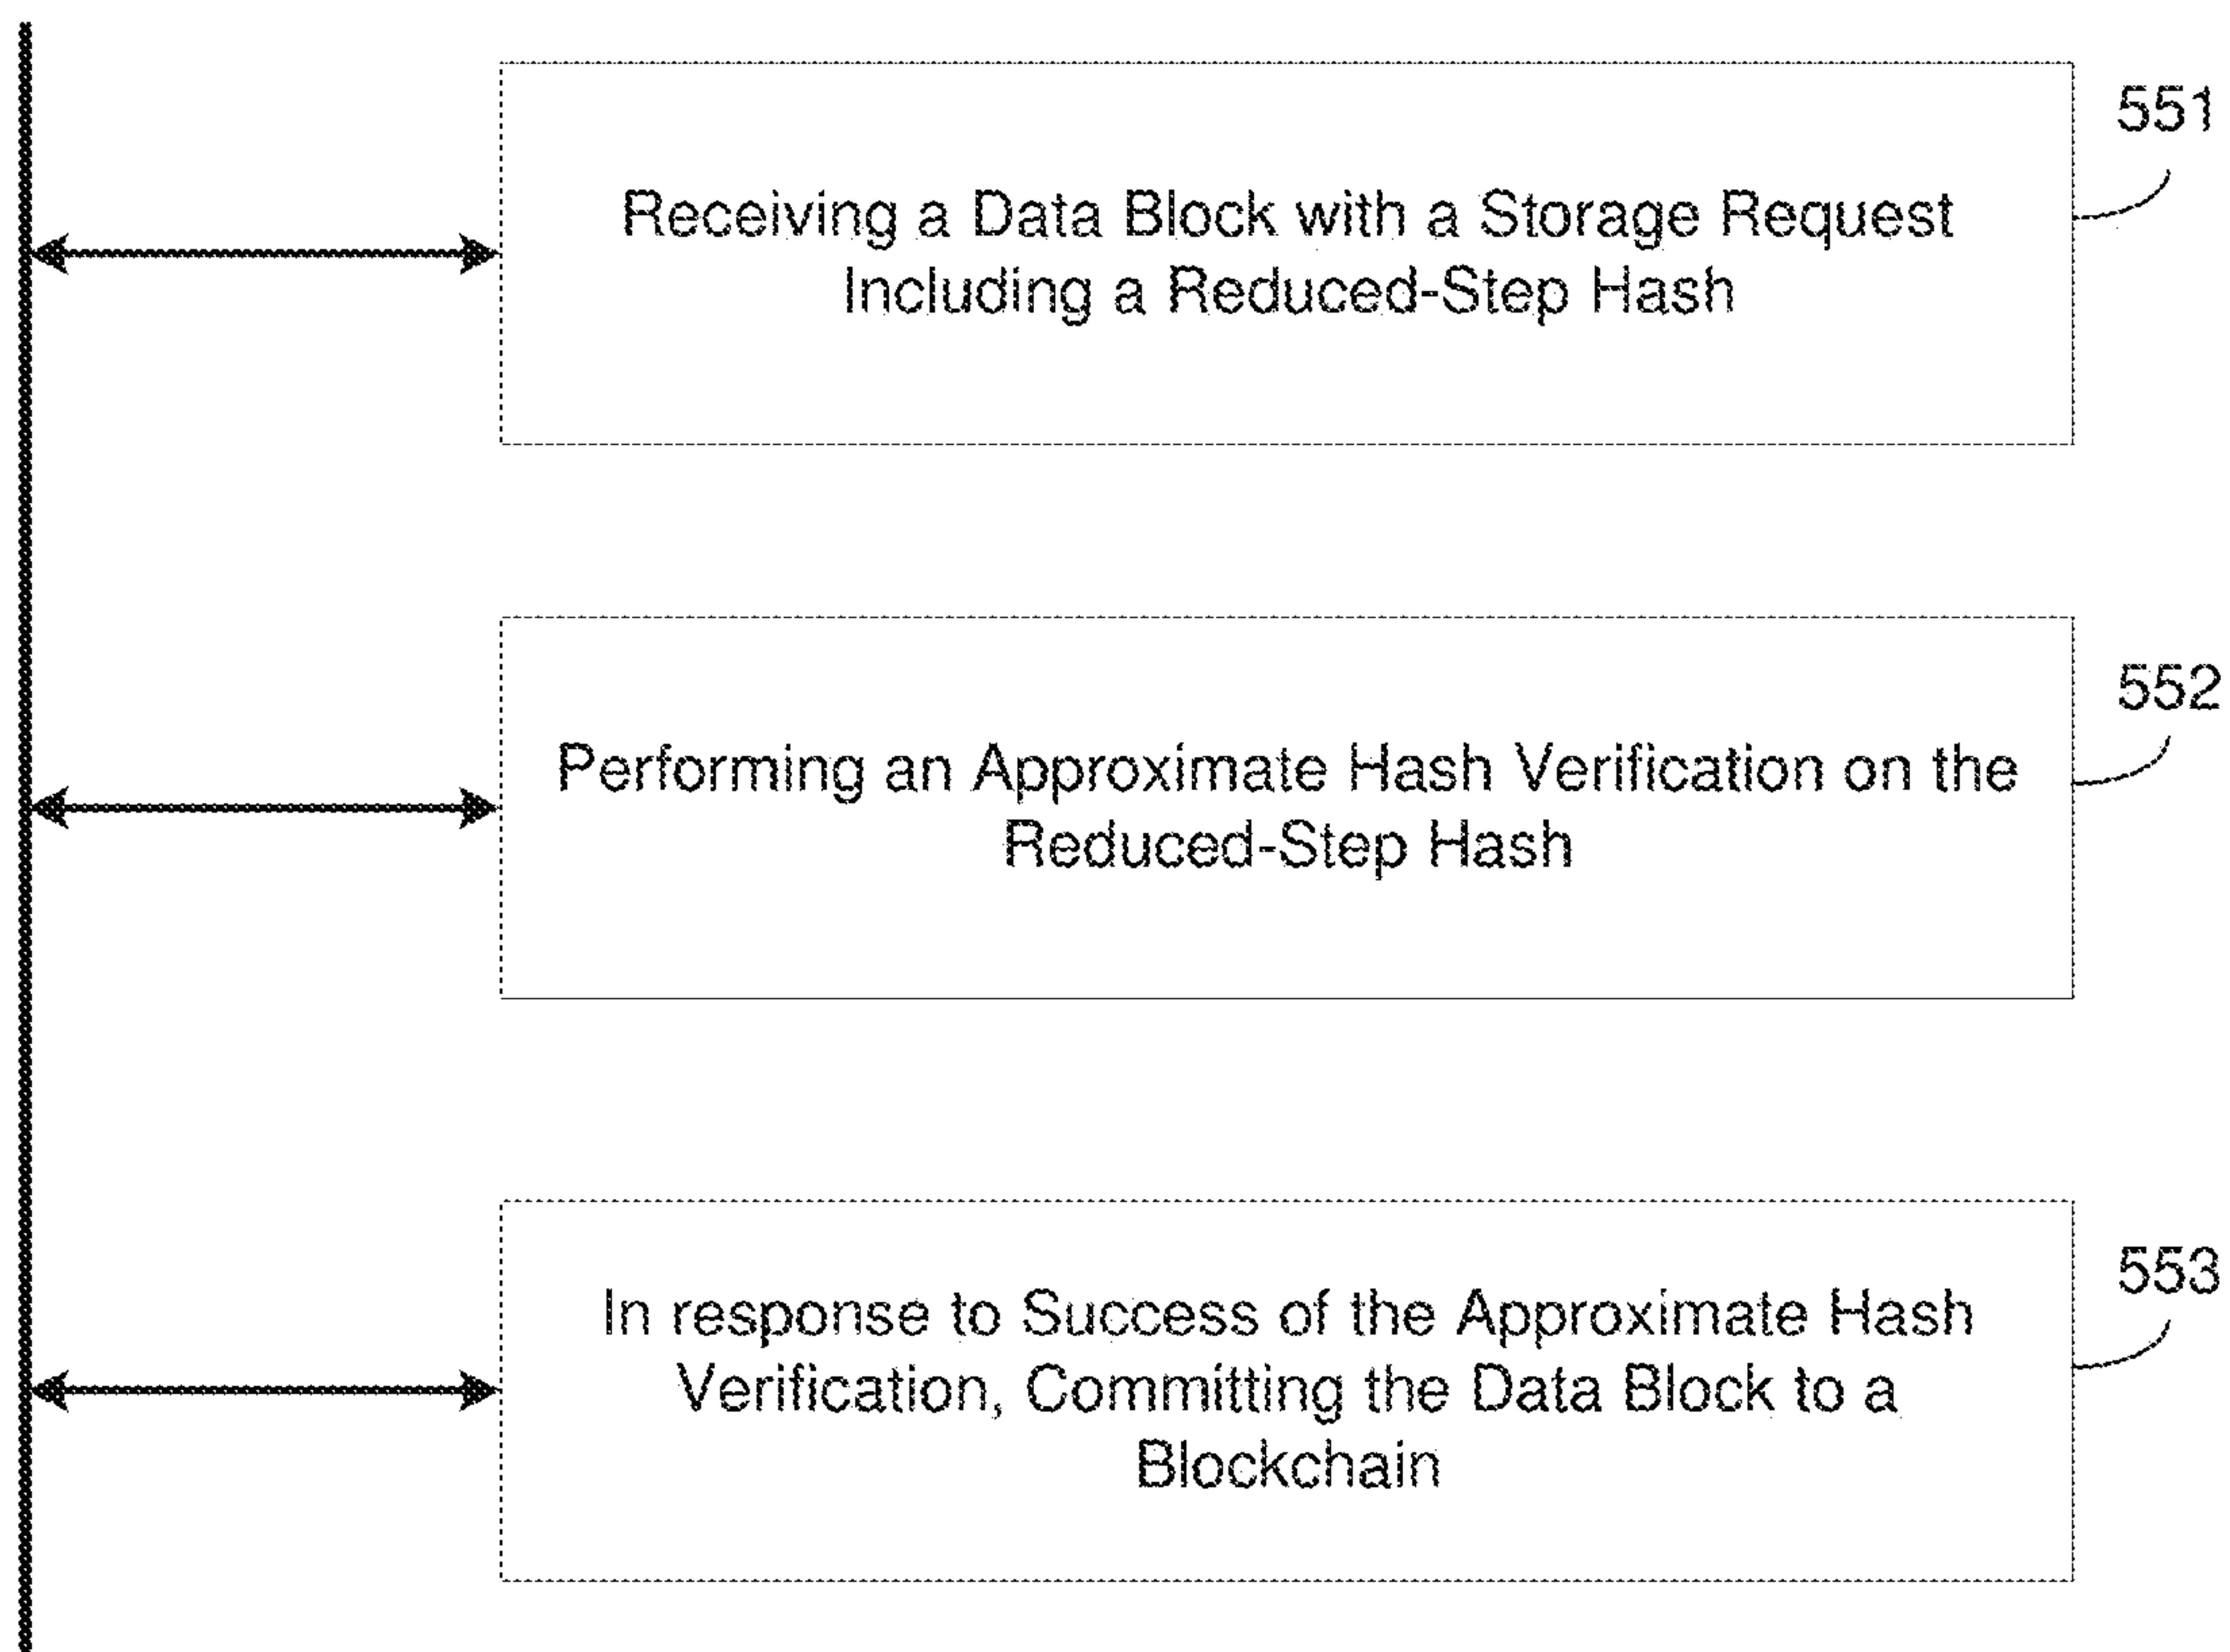 551
Receiving a Data Block with a Storage Request
Including a Reduced-Step Hash
552
Performing an Approximate Hash Verification on the
Reduced-Step Hash
553
In response to Success of the Approximate Hash
Verification, Committing the Data Block to a
Blockchain